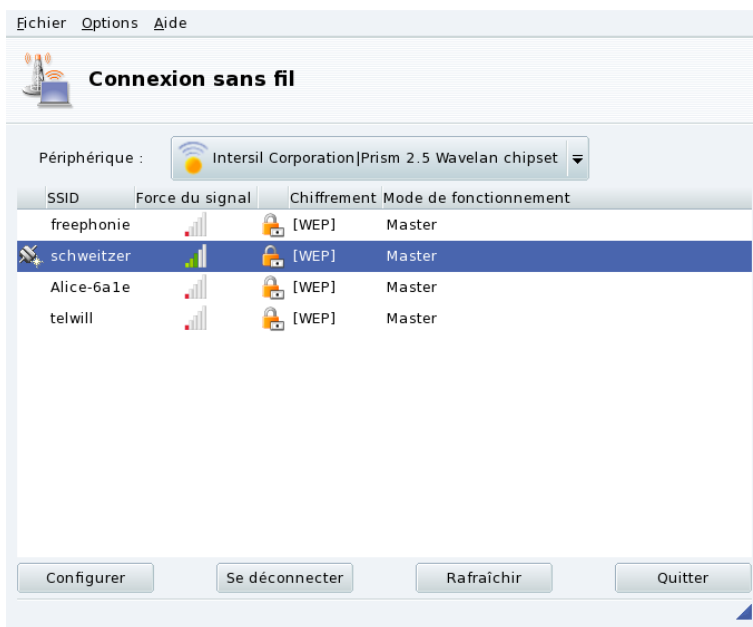 Fichier Options Aide
Connexion sans fil
Périphérique : Intersil Corporation|Prism 2.5 Wavelan chipset
SSID Force du signal Chiffrement Mode de fonctionnement
freephonie [WEP] Master
schweitzer [WEP] Master
Alice-6a1e [WEP] Master
telwill [WEP] Master
Configurer Se déconnecter Rafraîchir Quitter